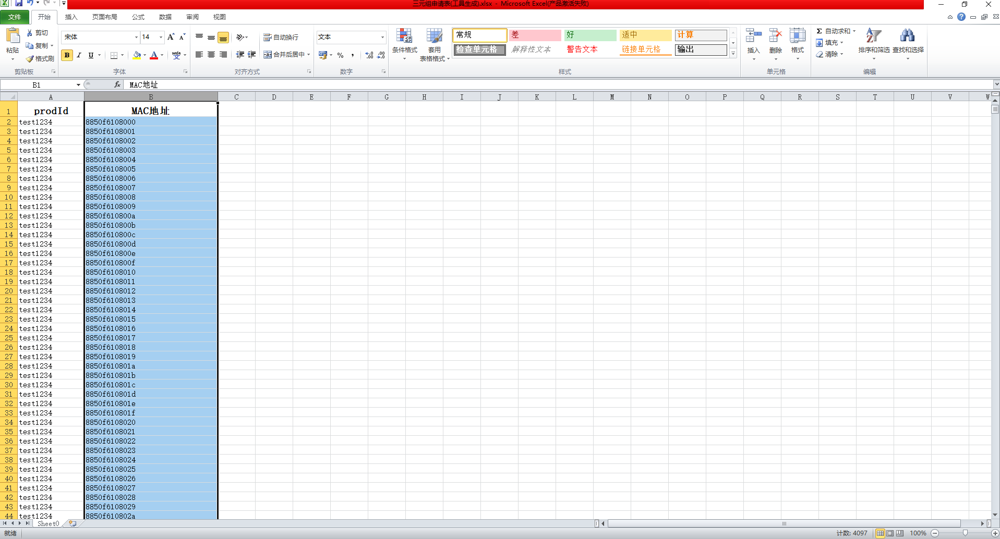 三元组申请表(工具生成).xlsx - Microsoft Excel(产品激活失败)
文件 开始 插入 页面布局 公式 数据 审阅 视图
剪切 宋体 14 文本 自动换行 常规 差 好 适中 计算 Σ 自动求和
复制 粘贴 条件格式 套用 插入 删除 格式 填充 排序和筛选 查找和选择
格式刷 B I U 合并后居中 % , 表格格式 检查单元格 解释性文本 警告文本 链接单元格 输出 清除
剪贴板 字体 对齐方式 数字 样式 单元格 编辑
B1 fx MAC地址
A B C D E F G H I J K L M N O P Q R S T U V W
1 prodId MAC地址
2 test1234 8850f6108000
3 test1234 8850f6108001
4 test1234 8850f6108002
5 test1234 8850f6108003
6 test1234 8850f6108004
7 test1234 8850f6108005
8 test1234 8850f6108006
9 test1234 8850f6108007
10 test1234 8850f6108008
11 test1234 8850f6108009
12 test1234 8850f610800a
13 test1234 8850f610800b
14 test1234 8850f610800c
15 test1234 8850f610800d
16 test1234 8850f610800e
17 test1234 8850f610800f
18 test1234 8850f6108010
19 test1234 8850f6108011
20 test1234 8850f6108012
21 test1234 8850f6108013
22 test1234 8850f6108014
23 test1234 8850f6108015
24 test1234 8850f6108016
25 test1234 8850f6108017
26 test1234 8850f6108018
27 test1234 8850f6108019
28 test1234 8850f610801a
29 test1234 8850f610801b
30 test1234 8850f610801c
31 test1234 8850f610801d
32 test1234 8850f610801e
33 test1234 8850f610801f
34 test1234 8850f6108020
35 test1234 8850f6108021
36 test1234 8850f6108022
37 test1234 8850f6108023
38 test1234 8850f6108024
39 test1234 8850f6108025
40 test1234 8850f6108026
41 test1234 8850f6108027
42 test1234 8850f6108028
43 test1234 8850f6108029
44 test1234 8850f610802a
Sheet0
就绪 计数: 4097 100%